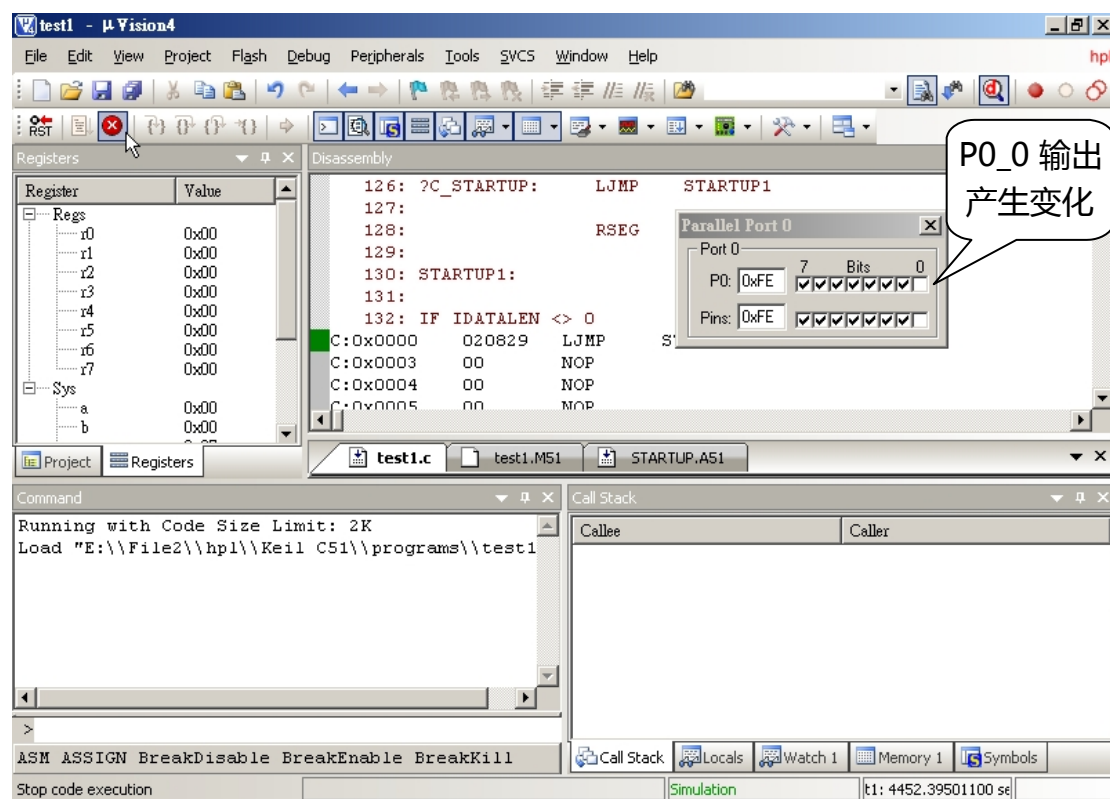 test1 - µVision4
File Edit View Project Flash Debug Peripherals Tools SVCS Window Help
RST
Registers
Disassembly
Register Value
Regs
r0 0x00
r1 0x00
r2 0x00
r3 0x00
r4 0x00
r5 0x00
r6 0x00
r7 0x00
Sys
a 0x00
b 0x00
126: ?C_STARTUP: LJMP STARTUP1
127:
128: RSEG
129:
130: STARTUP1:
131:
132: IF IDATALEN <> 0
C:0x0000 020829 LJMP
C:0x0003 00 NOP
C:0x0004 00 NOP
C:0x0005 00 NOP
Parallel Port 0
Port 0
7 Bits 0
P0: 0xFE
Pins: 0xFE
P0_0 输出
产生变化
Project Registers
test1.c test1.M51 STARTUP.A51
Command
Running with Code Size Limit: 2K
Load "E:\\File2\\hpl\\Keil C51\\programs\\test1
>
ASM ASSIGN BreakDisable BreakEnable BreakKill
Call Stack
Callee Caller
Call Stack Locals Watch 1 Memory 1 Symbols
Stop code execution Simulation t1: 4452.39501100 se